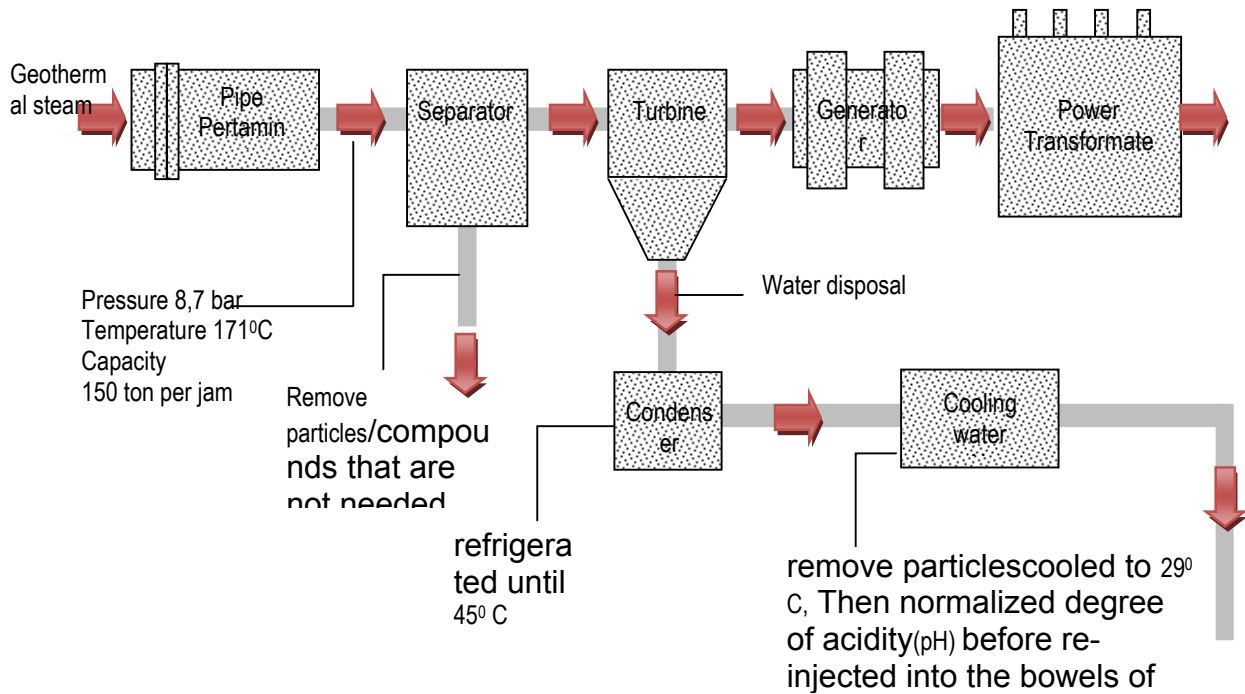 Geotherm
al steam
Pipe
Pertamin
Separator
Turbine
Generato
r
Power
Transformate
Pressure 8,7 bar
Temperature 171⁰C
Capacity
150 ton per jam
Remove
particles/compou
nds that are
not needed
Water disposal
Condens
er
Cooling
water
refrigera
ted until
45⁰ C
remove particlescooled to 29⁰
C, Then normalized degree
of acidity(pH) before re-
injected into the bowels of